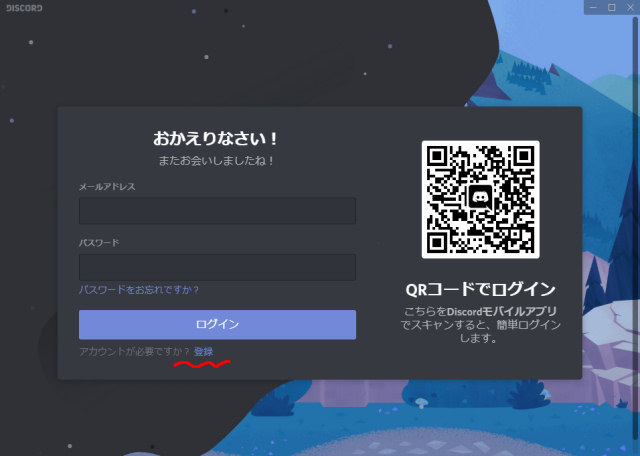 DISCORD
おかえりなさい！
またお会いしましたね！
メールアドレス
パスワード
パスワードをお忘れですか？
ログイン
アカウントが必要ですか？ 登録
QRコードでログイン
こちらをDiscordモバイルアプリ
でスキャンすると、簡単ログイン
します。